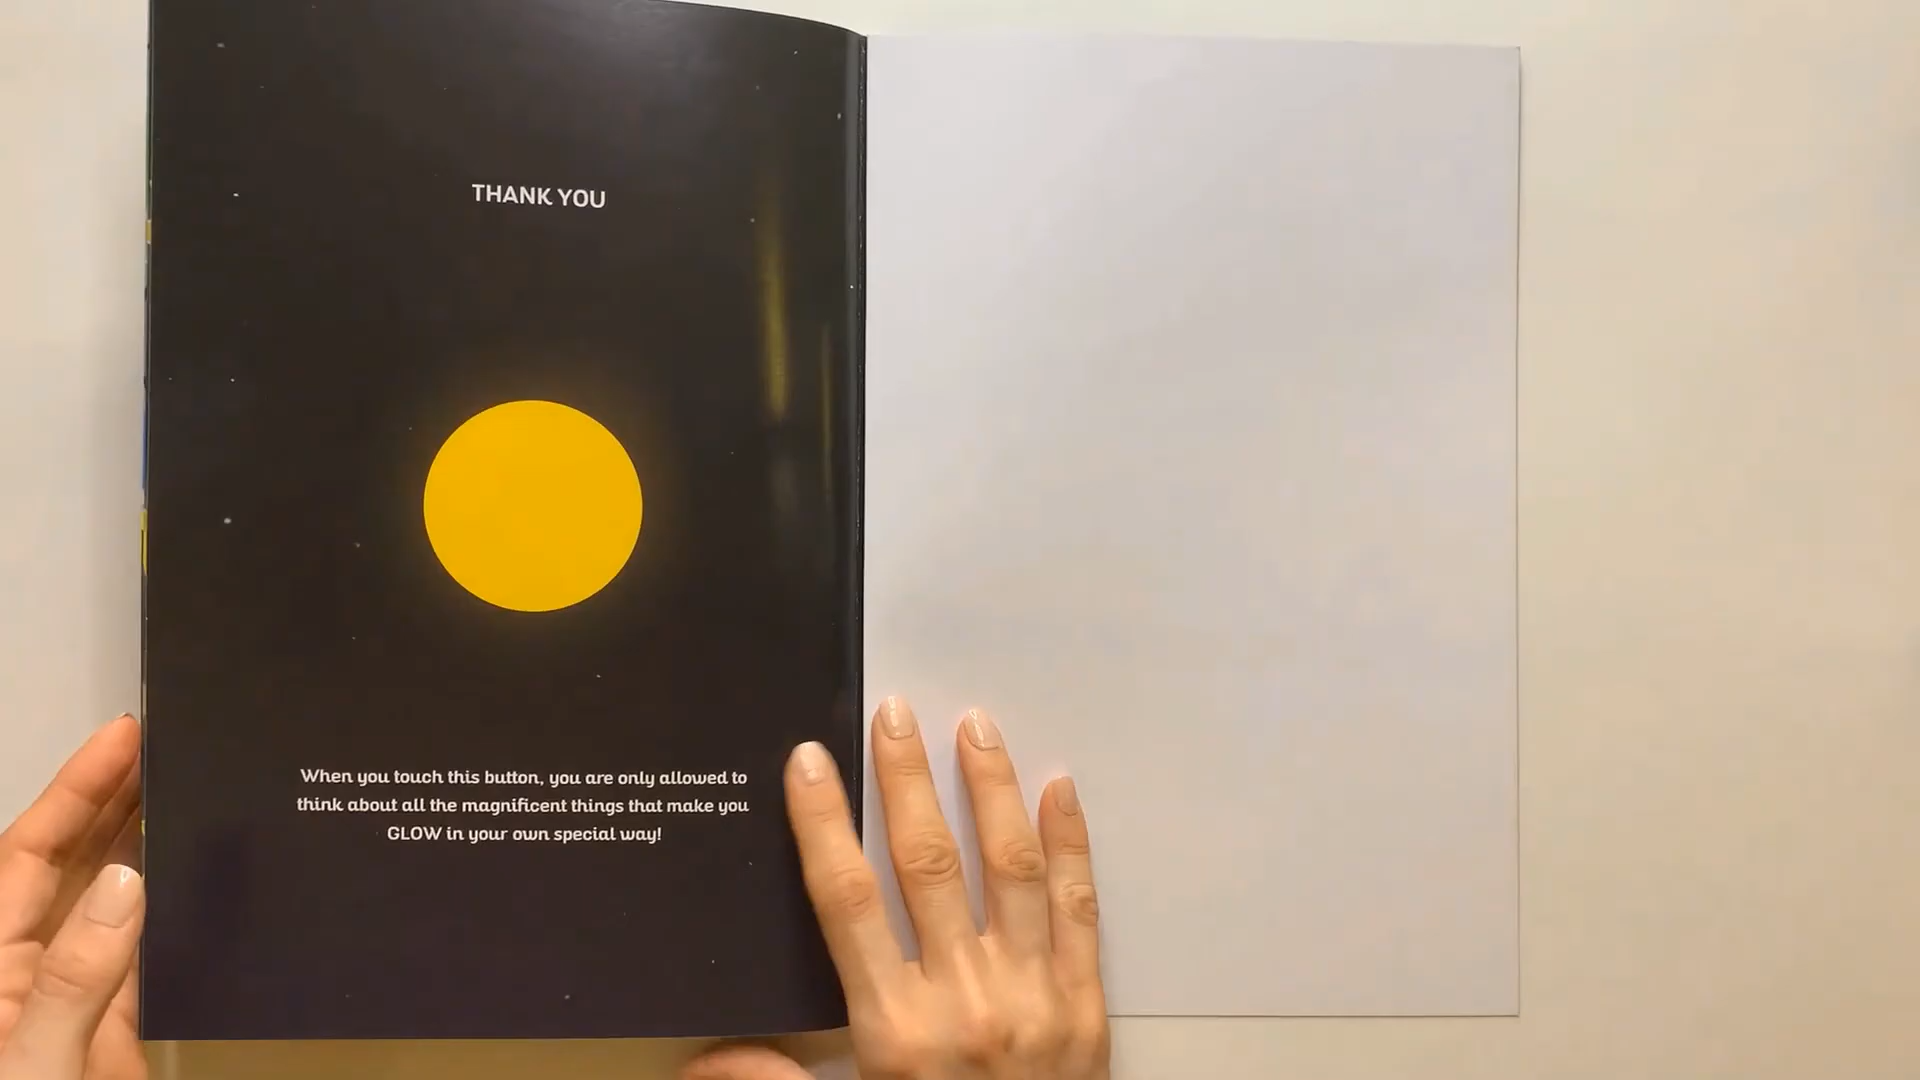 THANK YOU
When you touch this button, you are only allowed to
think about all the magnificent things that make you
GLOW in your own special way!